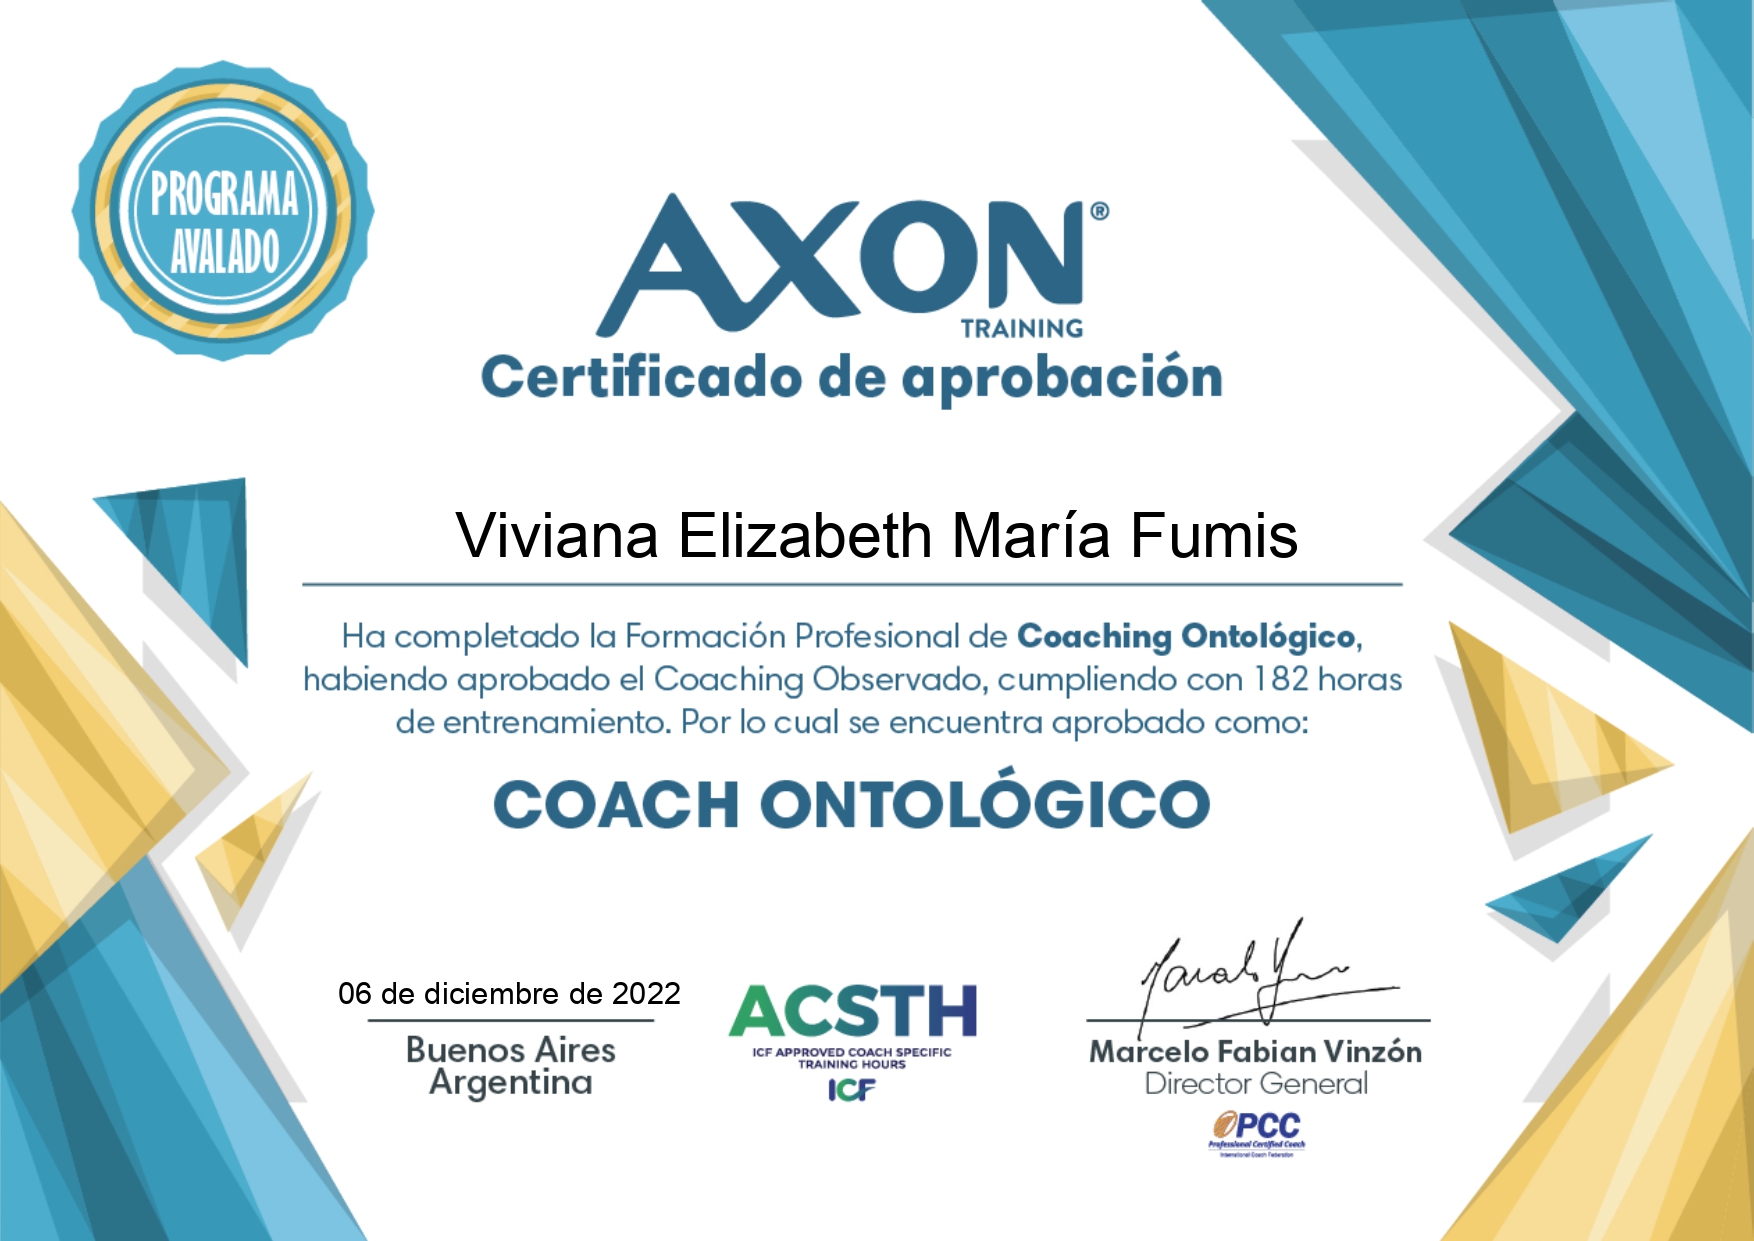 PROGRAMA
AVALADO
AXON®
TRAINING
Certificado de aprobación
Viviana Elizabeth María Fumis
Ha completado la Formación Profesional de Coaching Ontológico,
habiendo aprobado el Coaching Observado, cumpliendo con 182 horas
de entrenamiento. Por lo cual se encuentra aprobado como:
COACH ONTOLÓGICO
06 de diciembre de 2022
Buenos Aires
Argentina
ACSTH
ICF APPROVED COACH SPECIFIC
TRAINING HOURS
ICF
Marcelo Fabian Vinzón
Director General
PCC
Professional Certified Coach
International Coach Federation